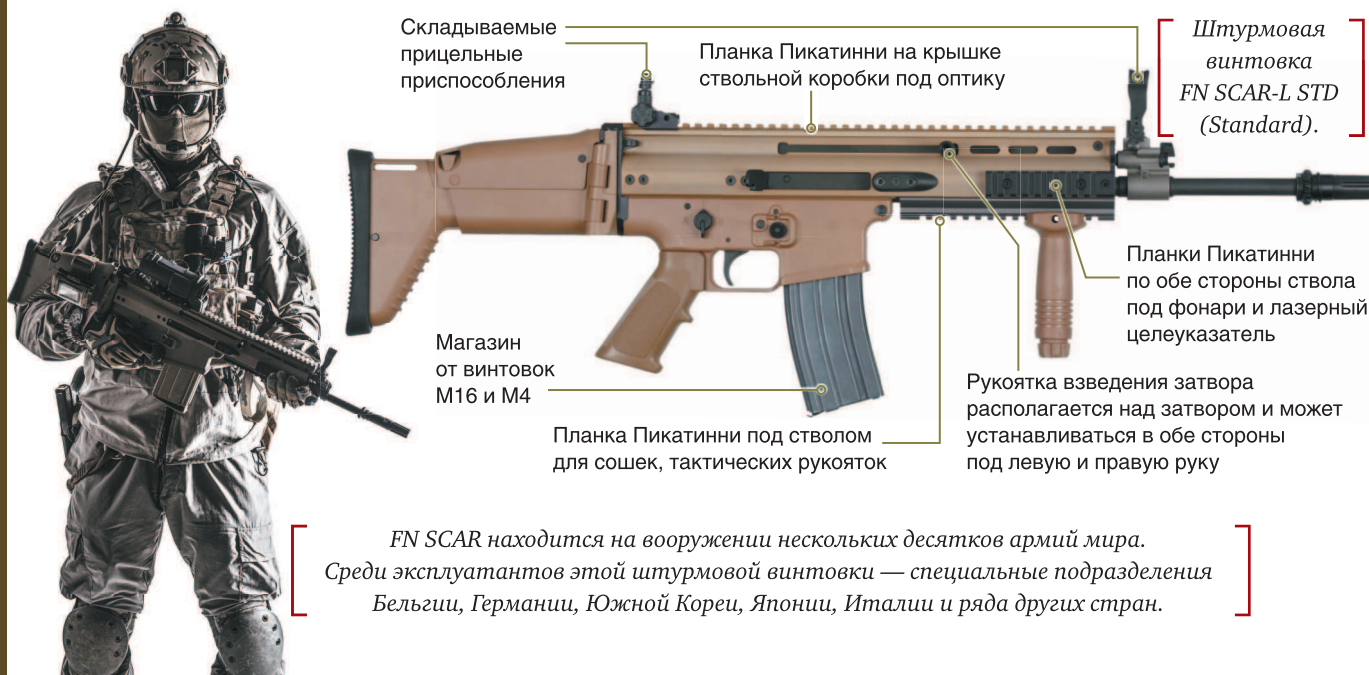 Складываемые
прицельные
приспособления
Планка Пикатинни на крышке
ствольной коробки под оптику
Штурмовая
винтовка
FN SCAR-L STD
(Standard).
Планки Пикатинни
по обе стороны ствола
под фонари и лазерный
целеуказатель
Магазин
от винтовок
М16 и М4
Рукоятка взведения затвора
располагается над затвором и может
устанавливаться в обе стороны
под левую и правую руку
Планка Пикатинни под стволом
для сошек, тактических рукояток
FN SCAR находится на вооружении нескольких десятков армий мира.
Среди эксплуатантов этой штурмовой винтовки — специальные подразделения
Бельгии, Германии, Южной Кореи, Японии, Италии и ряда других стран.